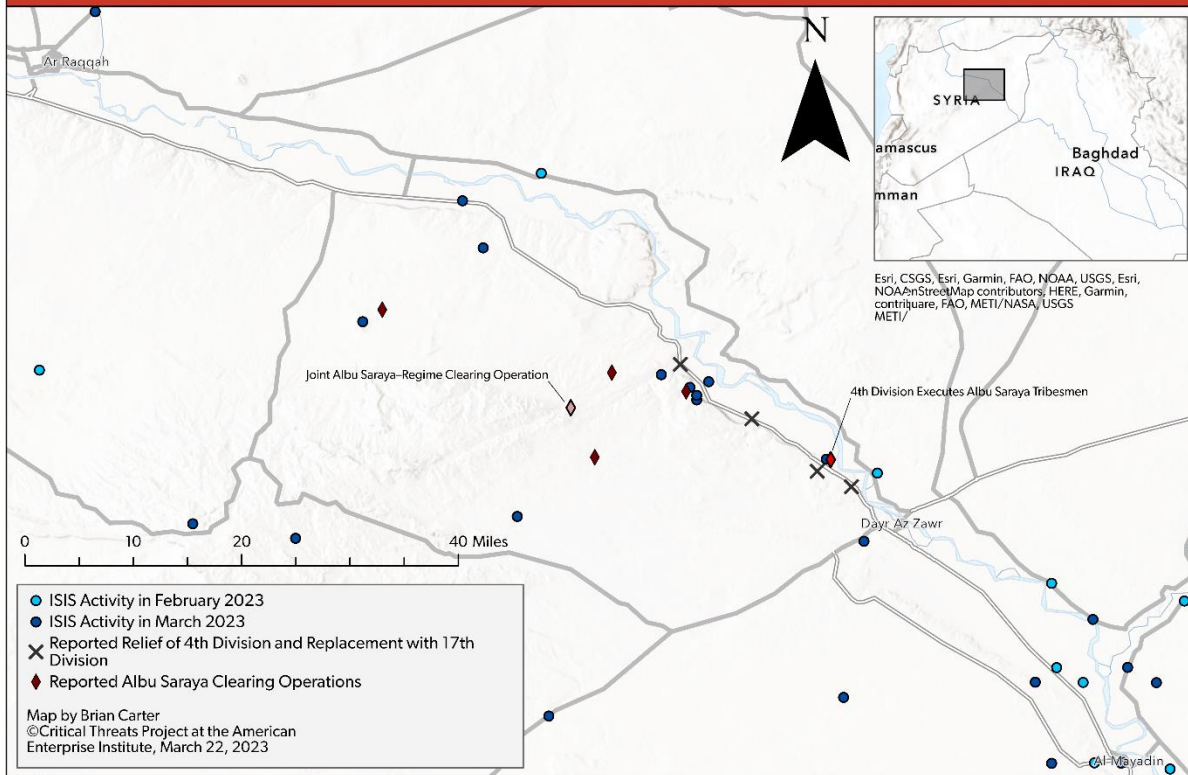 Ar Raqqah
N
SYRIA
amascus
Baghdad
IRAQ
mman
Esri, CSGS, Esri, Garmin, FAO, NOAA, USGS, Esri,
Joint Albu Saraya–Regime Clearing Operation
4th Division Executes Albu Saraya Tribesmen
Dayr Az Zawr
0 10 20 40 Miles
ISIS Activity in February 2023
ISIS Activity in March 2023
Reported Relief of 4th Division and Replacement with 17th
Division
Reported Albu Saraya Clearing Operations
Map by Brian Carter
©Critical Threats Project at the American
Enterprise Institute, March 22, 2023
Al Mayadin